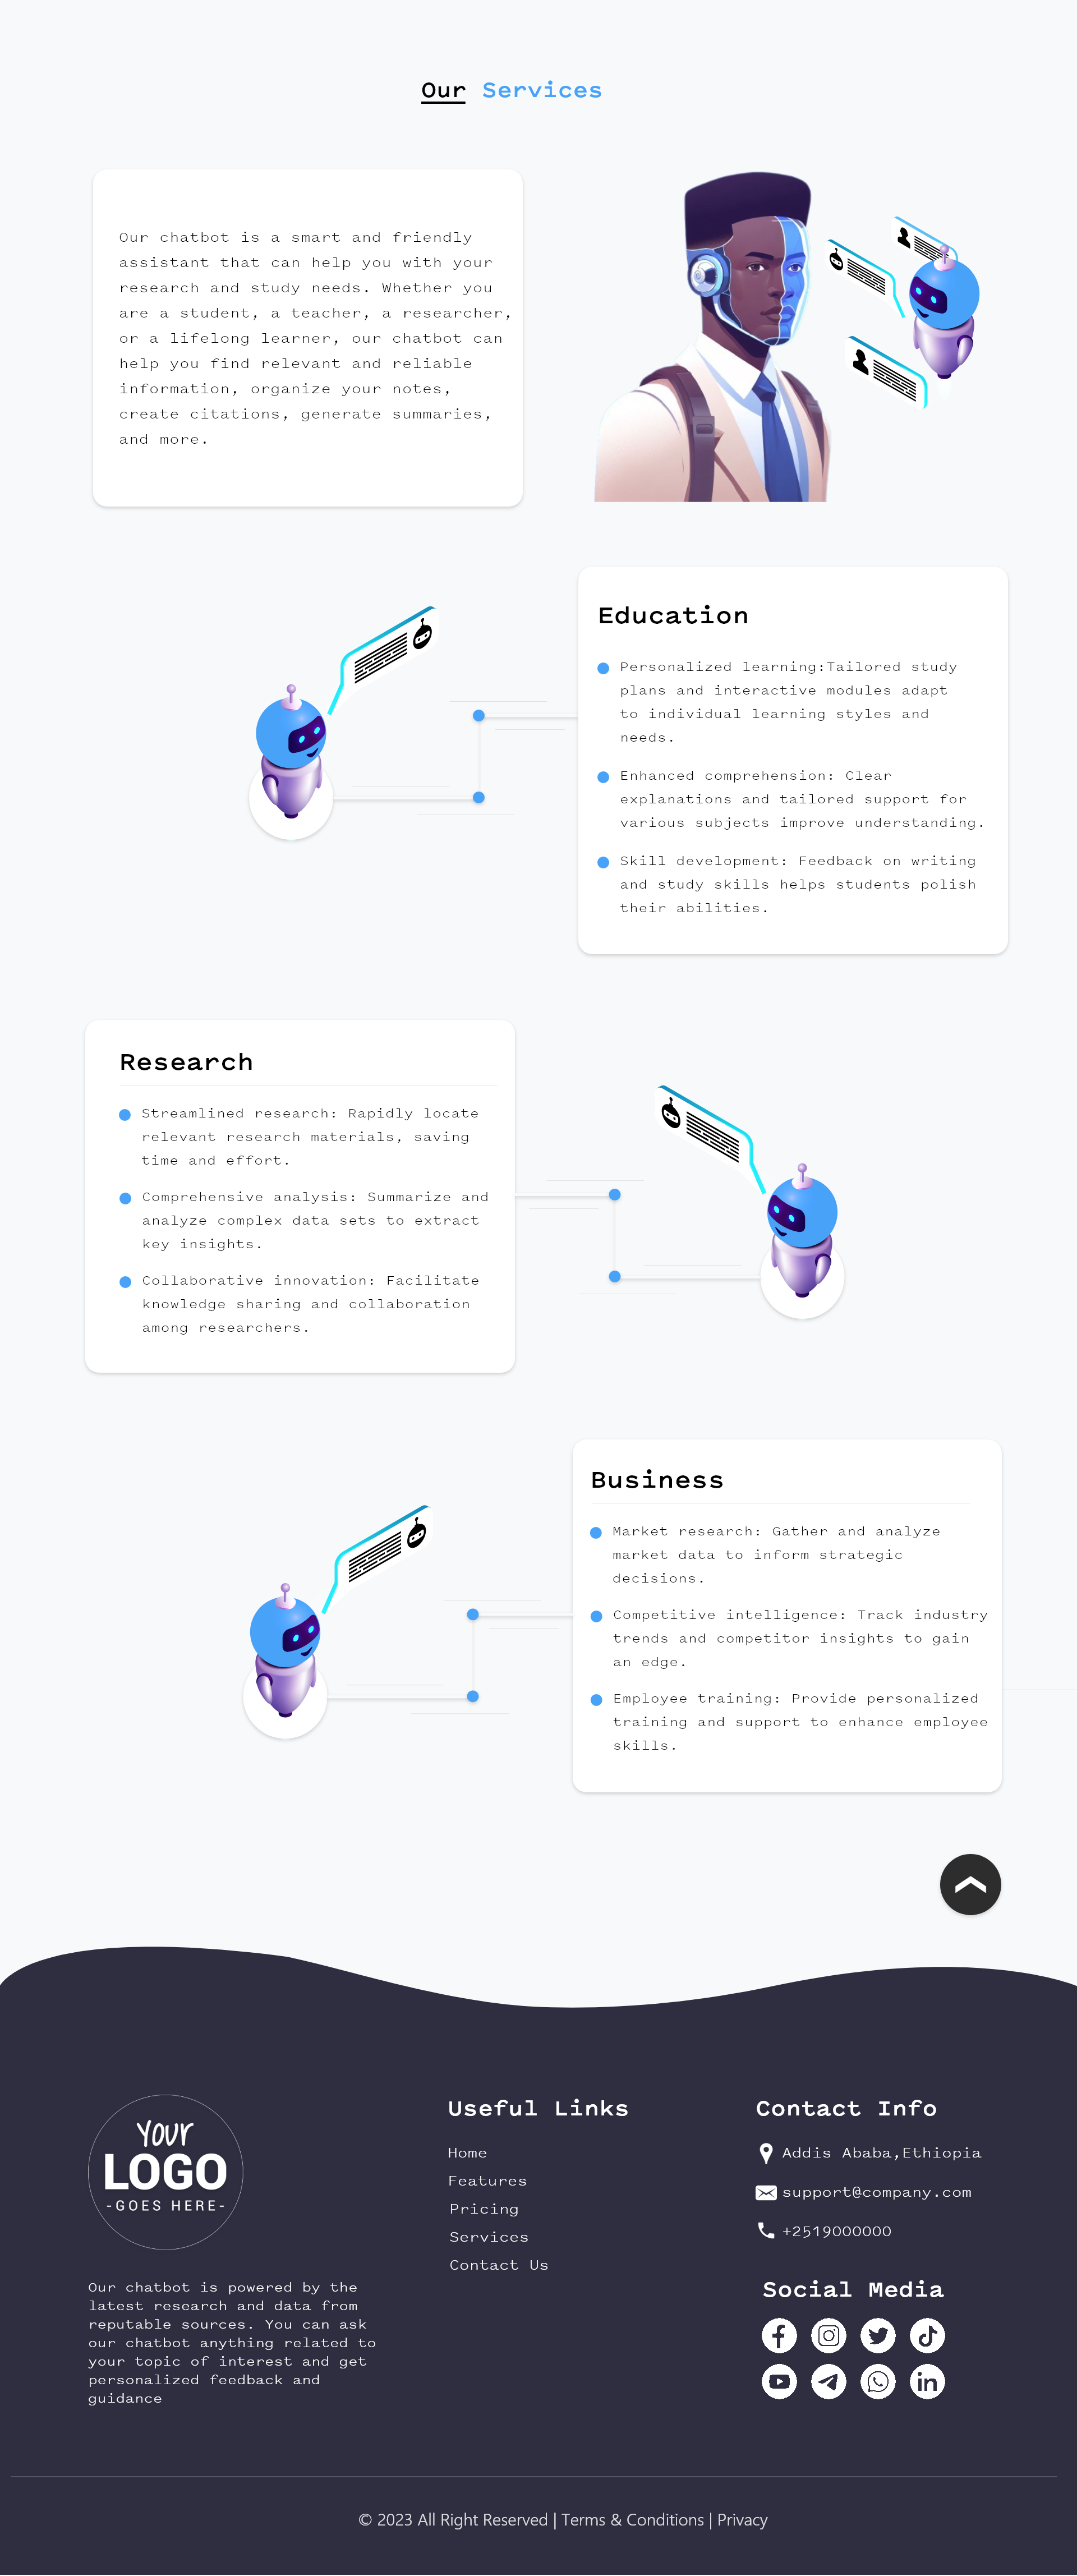 Our Services
Our chatbot is a smart and friendly
assistant that can help you with your
research and study needs. Whether you
are a student, a teacher, a researcher,
or a lifelong learner, our chatbot can
help you find relevant and reliable
information, organize your notes,
create citations, generate summaries,
and more.
Education
Personalized learning:Tailored study
plans and interactive modules adapt
to individual learning styles and
needs.
Enhanced comprehension: Clear
explanations and tailored support for
various subjects improve understanding.
Skill development: Feedback on writing
and study skills helps students polish
their abilities.
Research
Streamlined research: Rapidly locate
relevant research materials, saving
time and effort.
Comprehensive analysis: Summarize and
analyze complex data sets to extract
key insights.
Collaborative innovation: Facilitate
knowledge sharing and collaboration
among researchers.
Business
Market research: Gather and analyze
market data to inform strategic
decisions.
Competitive intelligence: Track industry
trends and competitor insights to gain
an edge.
Employee training: Provide personalized
training and support to enhance employee
skills.
YOUR
LOGO
-GOES HERE-
Our chatbot is powered by the
latest research and data from
reputable sources. You can ask
our chatbot anything related to
your topic of interest and get
personalized feedback and
guidance
Useful Links
Home
Features
Pricing
Services
Contact Us
Contact Info
Addis Ababa,Ethiopia
support@company.com
+2519000000
Social Media
© 2023 All Right Reserved | Terms & Conditions | Privacy